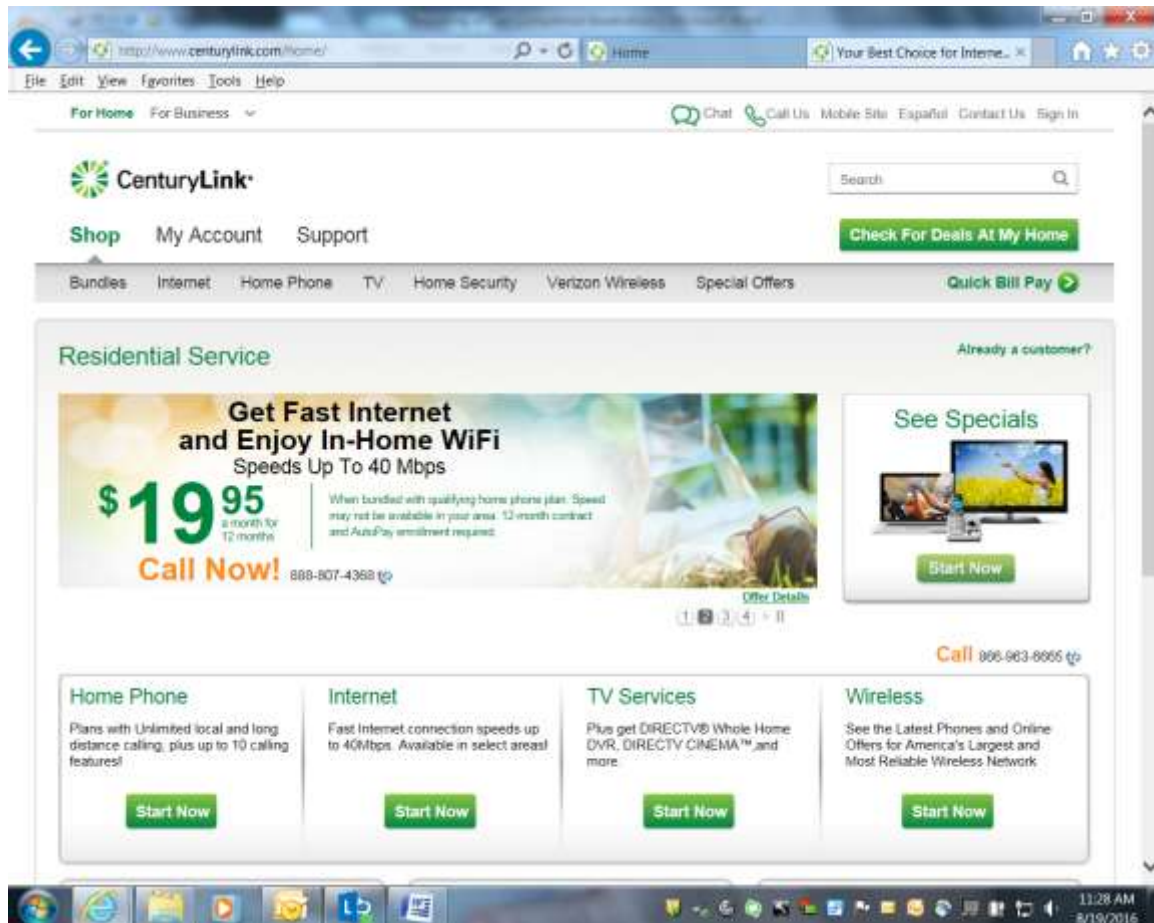 http://www.centurylink.com/home/
Home
Your Best Choice for Interne...
File Edit View Favorites Tools Help
For Home For Business
Chat Call Us Mobile Site Español Contact Us Sign In
CenturyLink
Search
Shop My Account Support
Check For Deals At My Home
Bundles Internet Home Phone TV Home Security Verizon Wireless Special Offers
Quick Bill Pay
Residential Service
Already a customer?
Get Fast Internet
and Enjoy In-Home WiFi
Speeds Up To 40 Mbps
$19 95
a month for
12 months
When bundled with qualifying home phone plan. Speed
may not be available in your area. 12-month contract
and AutoPay enrollment required.
Call Now! 888-807-4368
Offer Details
1 2 3 4
See Specials
Start Now
Call 866-963-6665
Home Phone
Plans with Unlimited local and long
distance calling, plus up to 10 calling
features!
Start Now
Internet
Fast Internet connection speeds up
to 40Mbps. Available in select areas!
Start Now
TV Services
Plus get DIRECTV® Whole Home
DVR, DIRECTV CINEMA™,and
more
Start Now
Wireless
See the Latest Phones and Online
Offers for America's Largest and
Most Reliable Wireless Network
Start Now
11:28 AM
8/19/2016